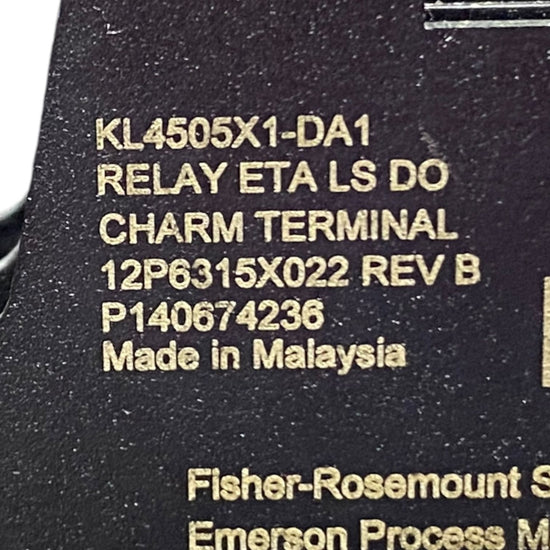 KL4505X1-DA1
RELAY ETA LS DO
CHARM TERMINAL
12P6315X022 REV B
P140674236
Made in Malaysia
Fisher-Rosemount S
Emerson Process M